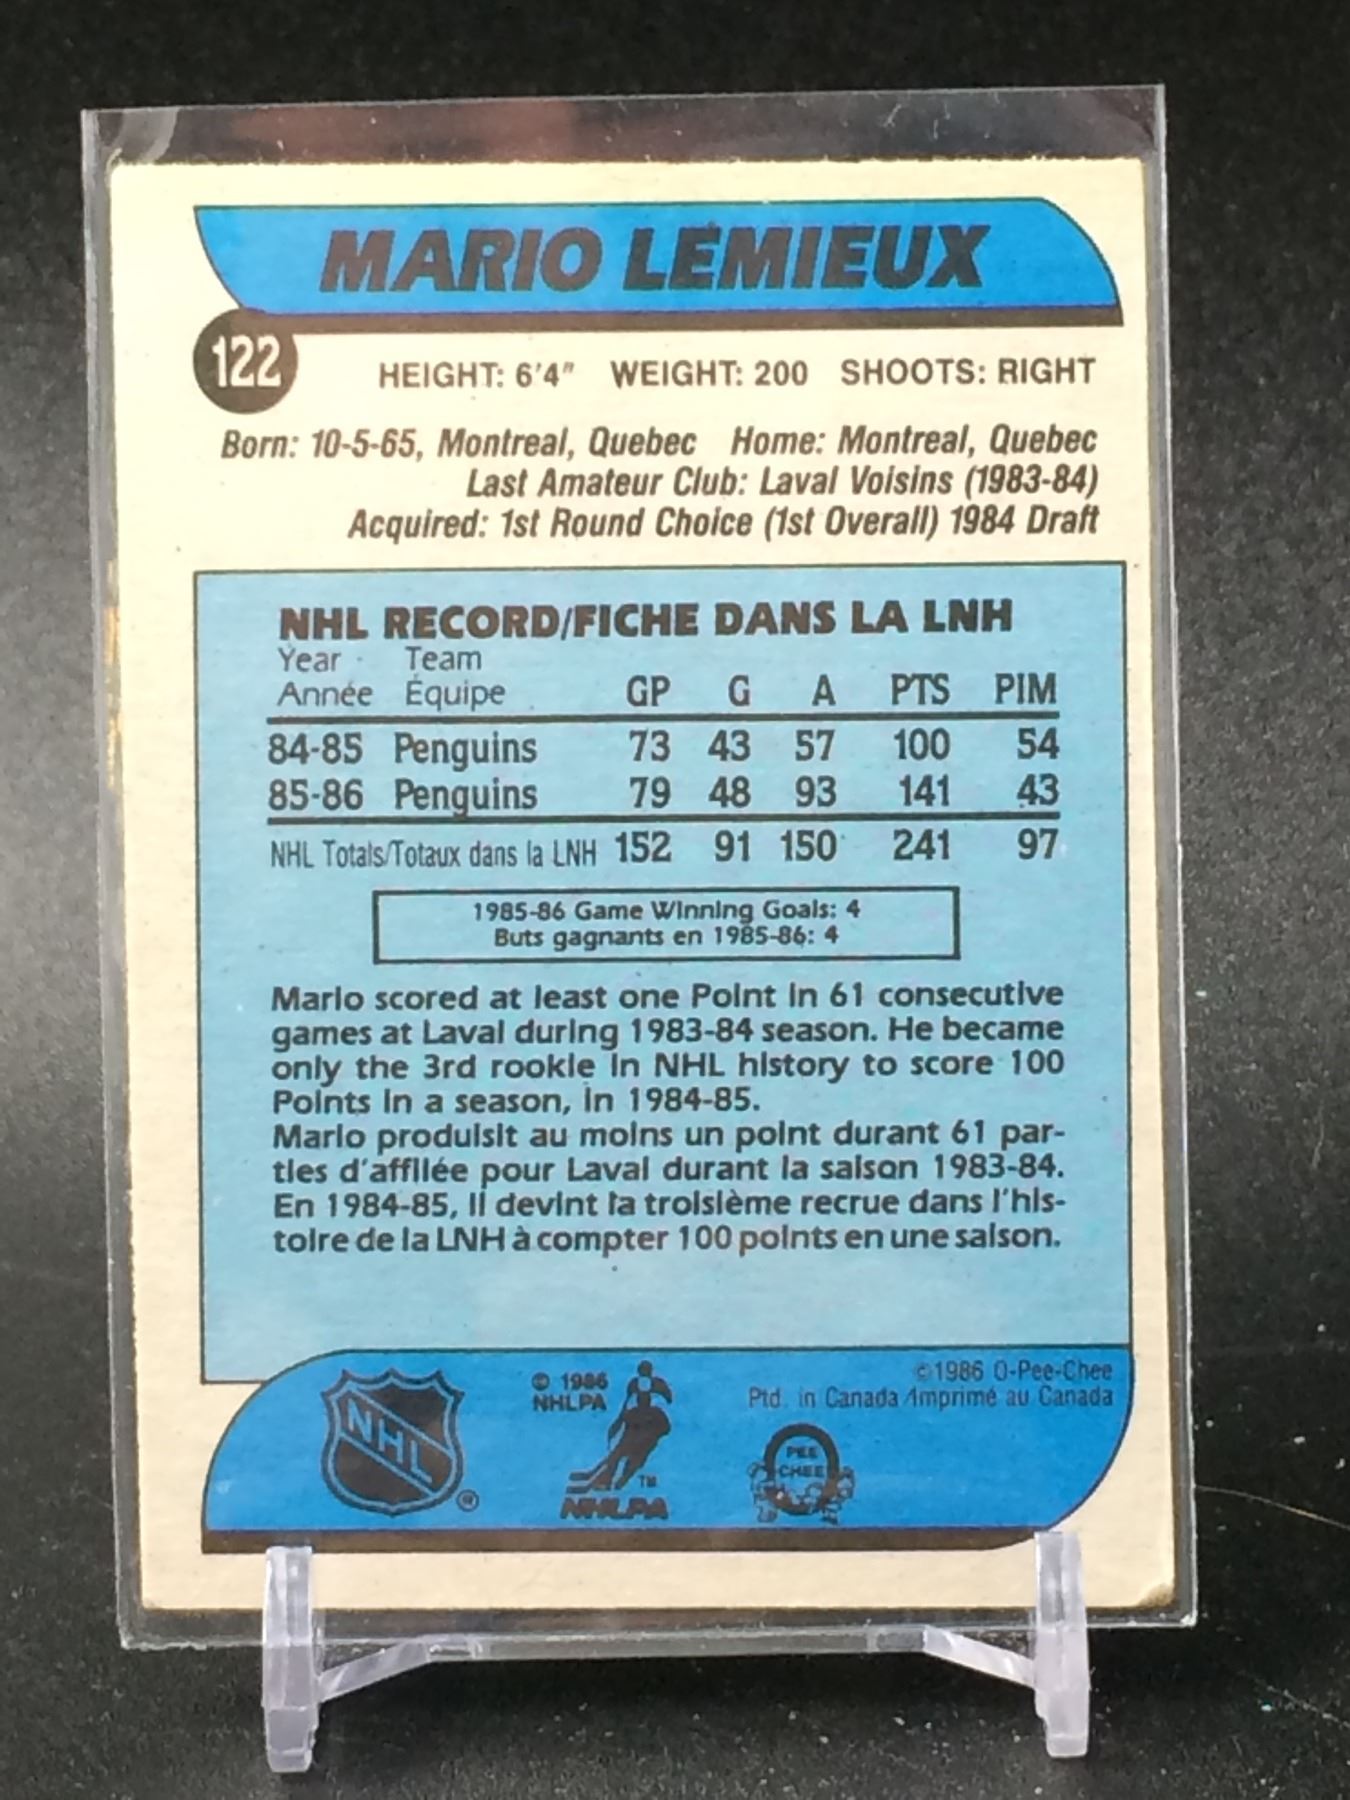 MARIO LEMIEUX
122
HEIGHT: 6'4" WEIGHT: 200 SHOOTS: RIGHT
Born: 10-5-65, Montreal, Quebec Home: Montreal, Quebec
Last Amateur Club: Laval Voisins (1983-84)
Acquired: 1st Round Choice (1st Overall) 1984 Draft
NHL RECORD/FICHE DANS LA LNH
Year Team
Année Équipe GP G A PTS PIM
84-85 Penguins 73 43 57 100 54
85-86 Penguins 79 48 93 141 43
NHL Totals/Totaux dans la LNH 152 91 150 241 97
1985-86 Game Winning Goals: 4
Buts gagnants en 1985-86: 4
Mario scored at least one Point in 61 consecutive
games at Laval during 1983-84 season. He became
only the 3rd rookie in NHL history to score 100
Points in a season, in 1984-85.
Mario produisit au moins un point durant 61 par-
ties d'affilée pour Laval durant la saison 1983-84.
En 1984-85, il devint la troisième recrue dans l'his-
toire de la LNH à compter 100 points en une saison.
©1986 O-Pee-Chee
Ptd. in Canada/Imprimé au Canada
© 1986
NHLPA
NHL
®
TM
NHLPA
PEE
CHEE